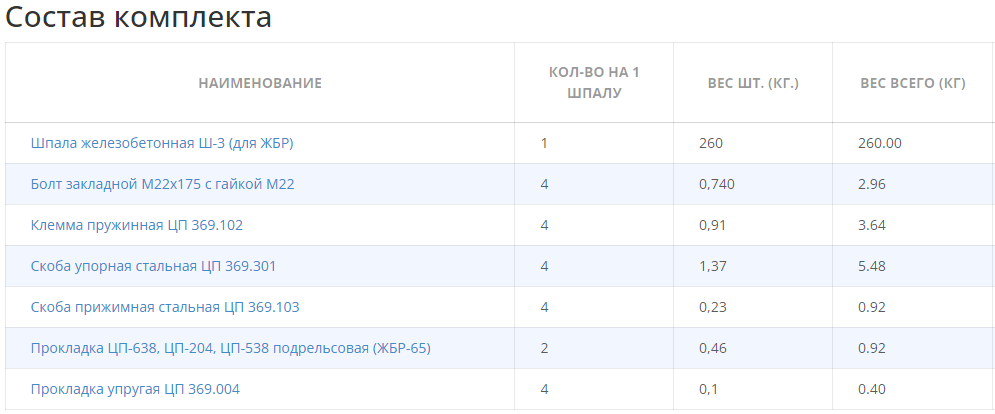 Состав комплекта
НАИМЕНОВАНИЕ КОЛ-ВО НА 1 ШПАЛУ ВЕС ШТ. (КГ.) ВЕС ВСЕГО (КГ)
Шпала железобетонная Ш-3 (для ЖБР) 1 260 260.00
Болт закладной М22х175 с гайкой М22 4 0,740 2.96
Клемма пружинная ЦП 369.102 4 0,91 3.64
Скоба упорная стальная ЦП 369.301 4 1,37 5.48
Скоба прижимная стальная ЦП 369.103 4 0,23 0.92
Прокладка ЦП-638, ЦП-204, ЦП-538 подрельсовая (ЖБР-65) 2 0,46 0.92
Прокладка упругая ЦП 369.004 4 0,1 0.40